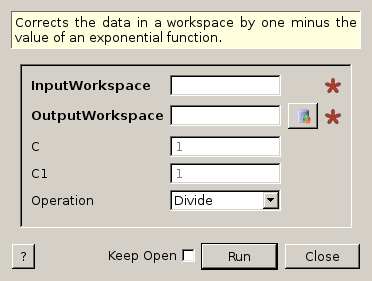 Corrects the data in a workspace by one minus the
value of an exponential function.
InputWorkspace
OutputWorkspace
C 1
C1 1
Operation Divide
? Keep Open Run Close